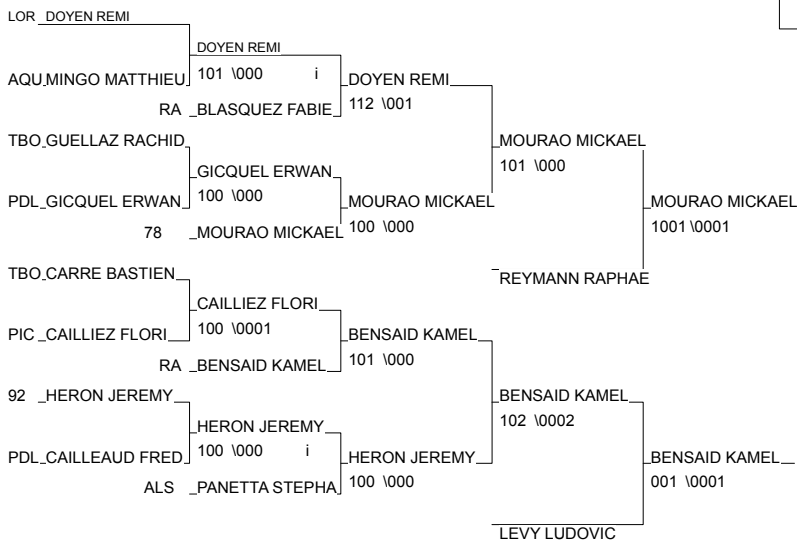 LOR DOYEN REMI
DOYEN REMI
AQU MINGO MATTHIEU 101 \000 i DOYEN REMI
RA BLASQUEZ FABIE 112 \001
TBO GUELLAZ RACHID MOURAO MICKAEL
GICQUEL ERWAN 101 \000
PDL GICQUEL ERWAN 100 \000 MOURAO MICKAEL MOURAO MICKAEL
78 MOURAO MICKAEL 100 \000 1001 \0001
TBO CARRE BASTIEN REYMANN RAPHAE
CAILLIEZ FLORI
PIC CAILLIEZ FLORI 100 \0001 BENSAID KAMEL
RA BENSAID KAMEL 101 \000
92 HERON JEREMY BENSAID KAMEL
HERON JEREMY 102 \0002
PDL CAILLEAUD FRED 100 \000 i HERON JEREMY BENSAID KAMEL
ALS PANETTA STEPHA 100 \000 001 \0001
LEVY LUDOVIC